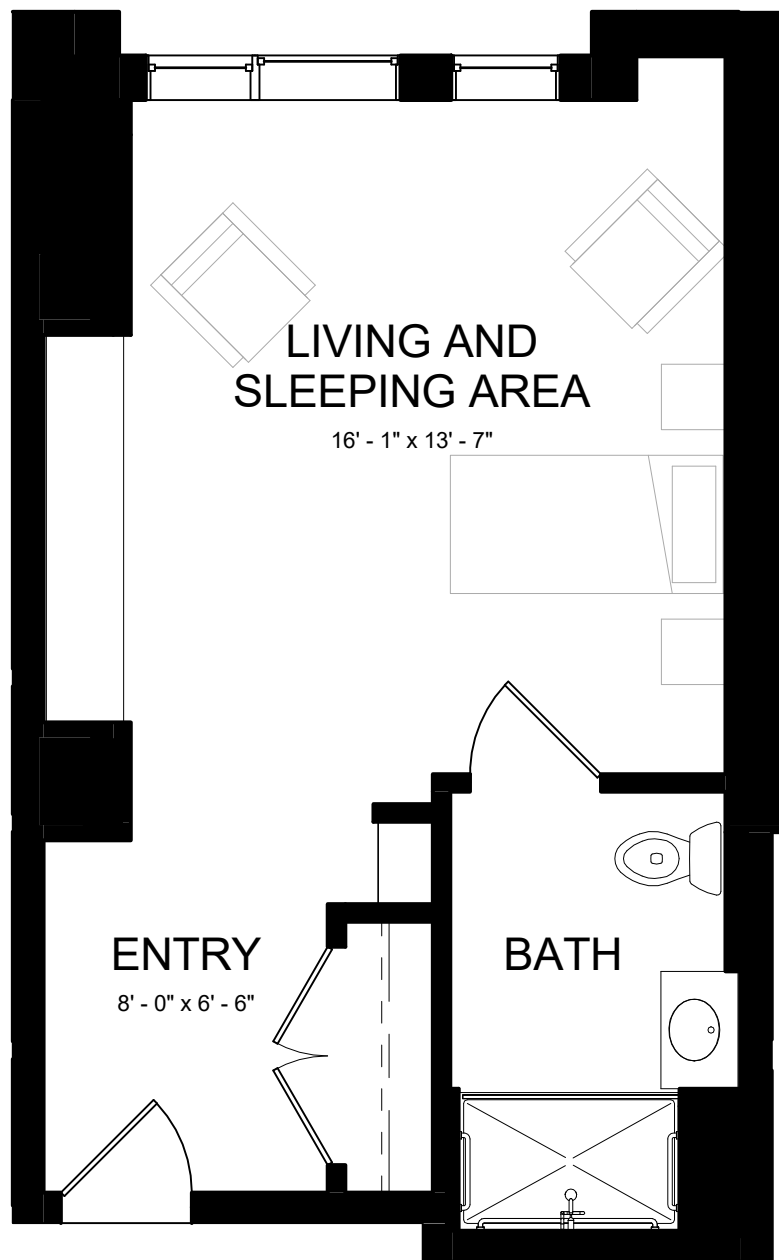 LIVING AND
SLEEPING AREA
16' - 1" x 13' - 7"
ENTRY
8' - 0" x 6' - 6"
BATH